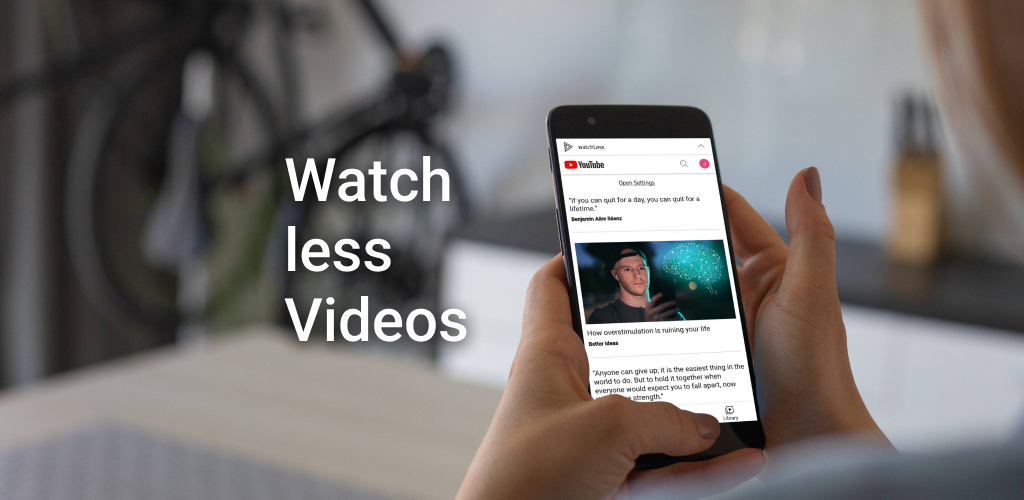 Watch
less
Videos
watchLess
YouTube
J
Open Settings
"if you can quit for a day, you can quit for a
lifetime."
Benjamin Alire Sáenz
How overstimulation is ruining your life
Better Ideas
"Anyone can give up; it is the easiest thing in the
world to do. But to hold it together when
everyone would expect you to fall apart, now
strength."
Library